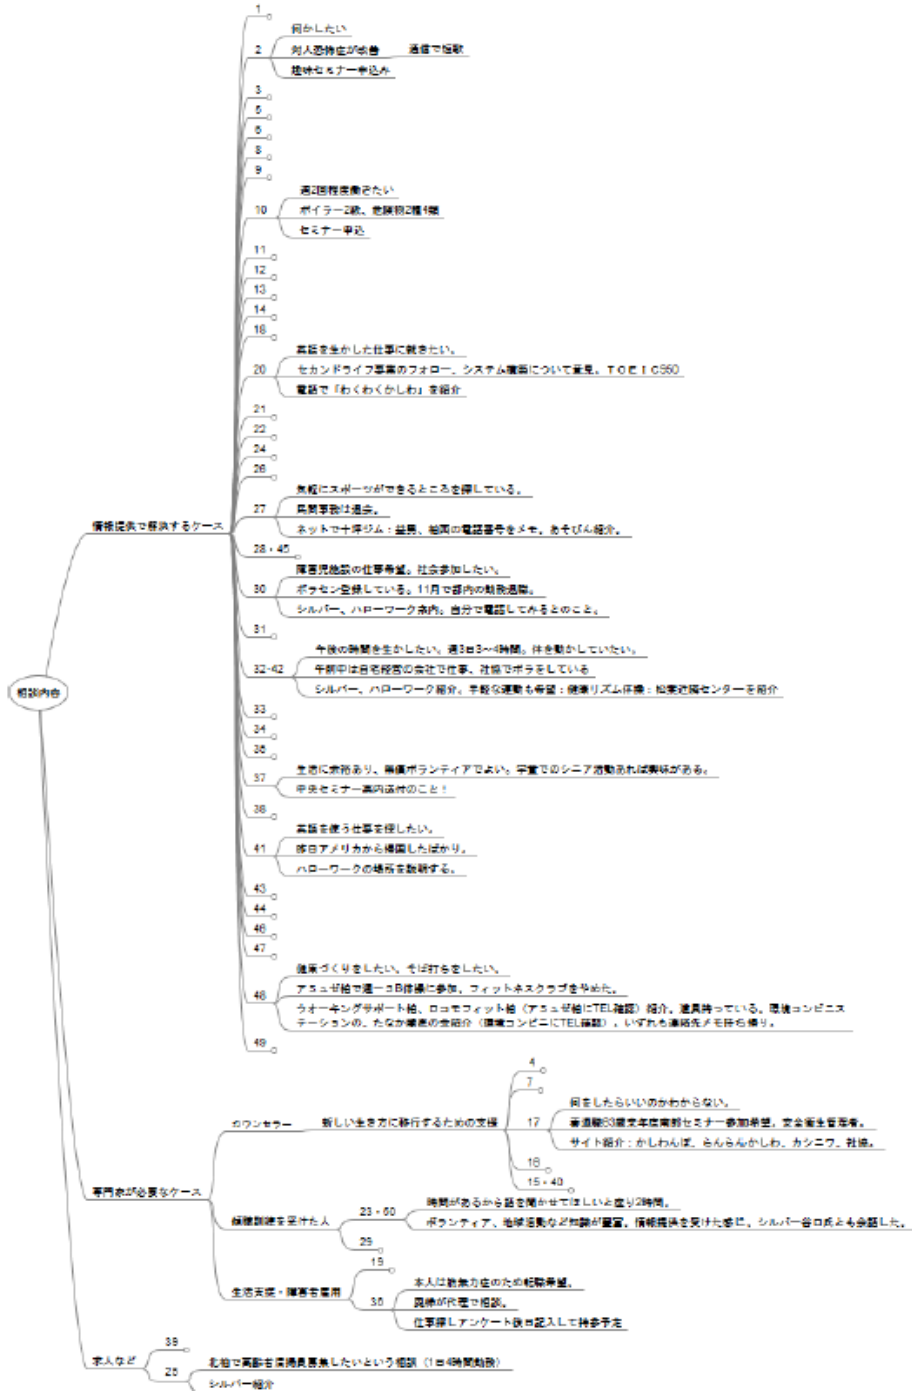 1
何かしたい
2
対人恐怖症が改善
通信で短歌
趣味セミナー申込み
3
5
6
8
9
週2回程度働きたい
10
ボイラー2級、危険物2種4類
セミナー申込
11
12
13
14
18
英語を生かした仕事に就きたい。
20
セカンドライフ事業のフォロー、システム構築について意見。TOEIC950
電話で「わくわくかしわ」を紹介
21
22
24
26
気軽にスポーツができるところを探している。
27
民間事務は退会。
ネットで十坪ジム:益男、柏西の電話番号をメモ。あそびん紹介。
情報提供で解決するケース
28・45
障害児施設の仕事希望。社会参加したい。
30
ボラセン登録している。11月で都内の勤務退職。
シルバー、ハローワーク案内。自分で電話してみるとのこと。
31
午後の時間を生かしたい。週3日3~4時間。体を動かしていたい。
32・42
午前中は自宅経営の会社で仕事、社協でボラをしている
シルバー、ハローワーク紹介。手軽な運動も希望:健康リズム体操:松葉近隣センターを紹介
相談内容
33
34
36
生活に余裕あり、無償ボランティアでよい。学童でのシニア活動あれば興味がある。
37
中央セミナー案内送付のこと!
38
英語を使う仕事を探したい。
41
昨日アメリカから帰国したばかり。
ハローワークの場所を説明する。
43
44
46
47
健康づくりをしたい。そば打ちをしたい。
48
アミュゼ柏で週一3B体操に参加、フィットネスクラブをやめた。
ウオーキングサポート柏、ロコモフィット柏(アミュゼ柏にTEL確認)紹介。道具持っている。環境コンビニス
テーションの、たなか
の会紹介(環境コンビニにTEL確認)。いずれも連絡先メモ持ち帰り。
49
4
7
何をしたらいいのかわからない。
カウンセラー
新しい生き方に移行するための支援
17
63歳
年度
セミナー参加希望。安全衛生管理者。
サイト紹介:かしわんぽ、らんらんかしわ、カシニワ、社協。
16
15・40
専門家が必要なケース
時間があるから話を聞かせてほしいと座り2時間。
傾聴訓練を受けた人
23・50
ボランティア、地域活動など知識が豊富。情報提供を受けた感じ。シルバー谷口氏とも会話した。
29
19
生活支援・障害者雇用
本人は筋無力症のため転職希望。
35
が代理で相談。
仕事探しアンケート後日記入して持参予定
39
求人など
25
北柏で高齢者清掃員募集したいという相談(1日4時間勤務)
シルバー紹介